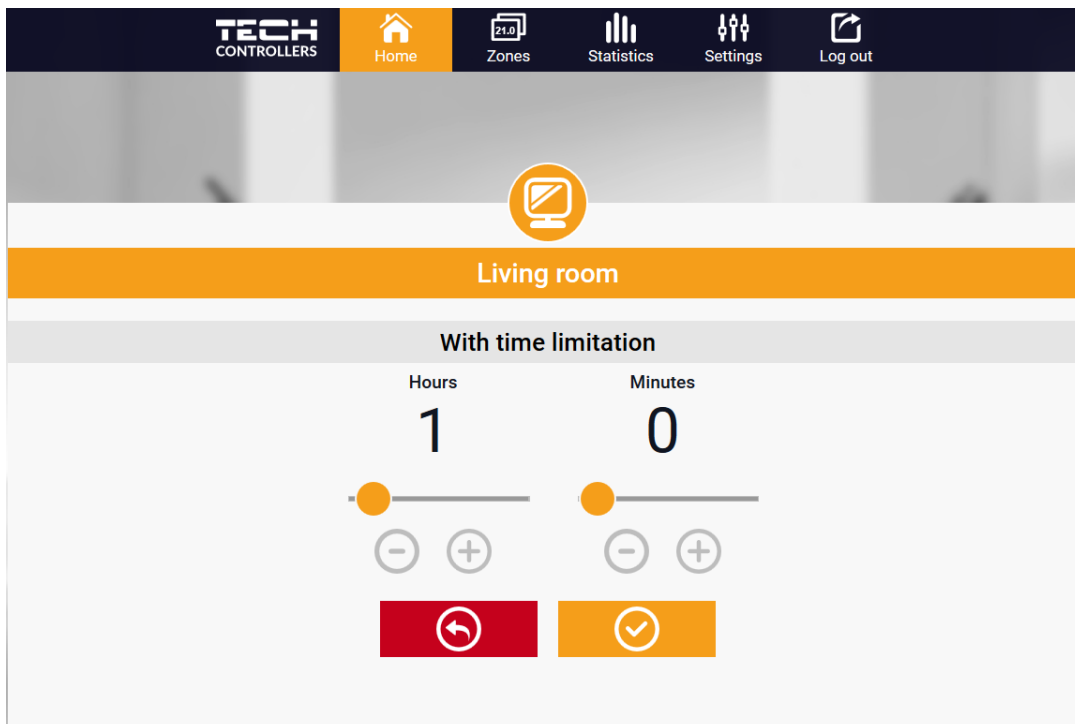 TECH
CONTROLLERS
Home
21.0
Zones
Statistics
Settings
Log out
Living room
With time limitation
Hours
Minutes
1
0